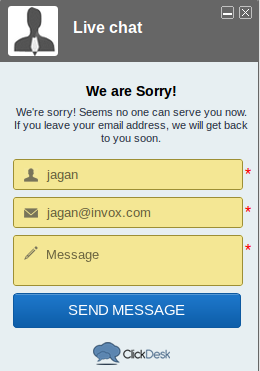 Live chat
We are Sorry!
We're sorry! Seems no one can serve you now.
If you leave your email address, we will get back
to you soon.
jagan *
jagan@invox.com *
Message *
SEND MESSAGE
ClickDesk